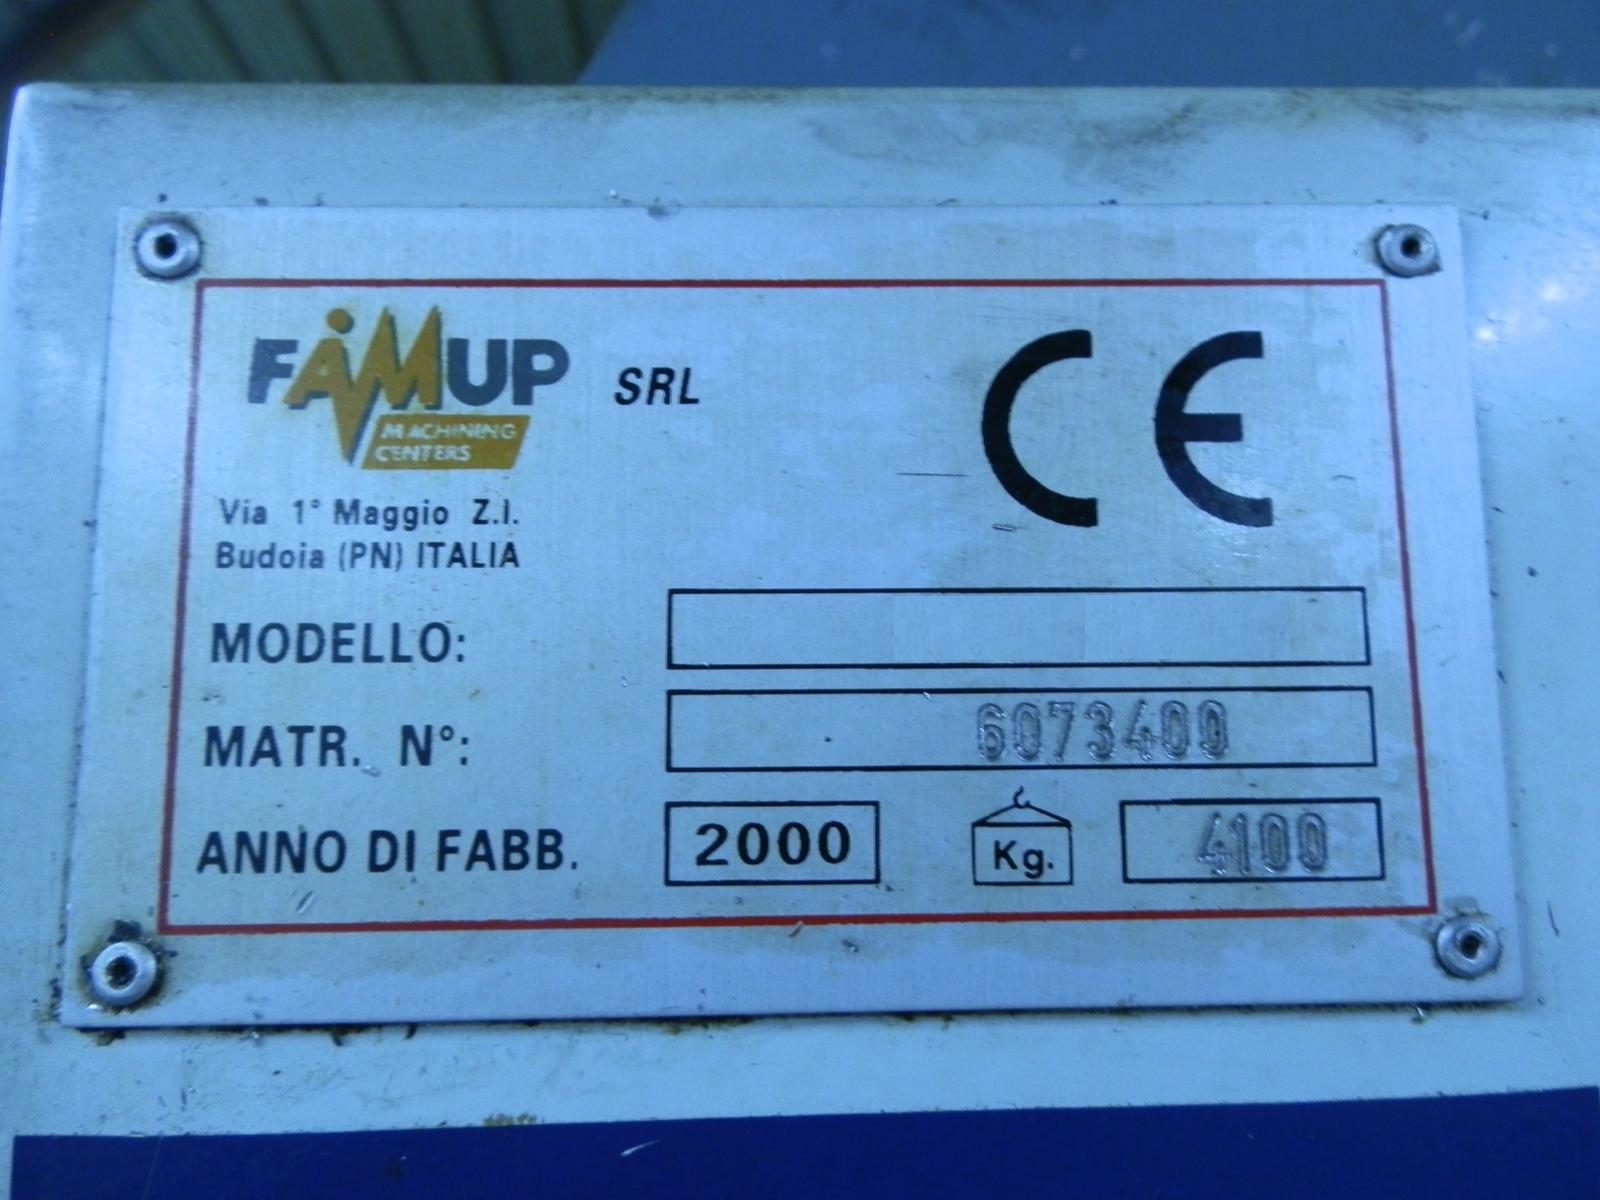 FAMUP SRL
MACHINING
CENTERS
CE
Via 1° Maggio Z.I.
Budoia (PN) ITALIA
MODELLO:
MATR. N°: 6073409
ANNO DI FABB. 2000 Kg. 4100